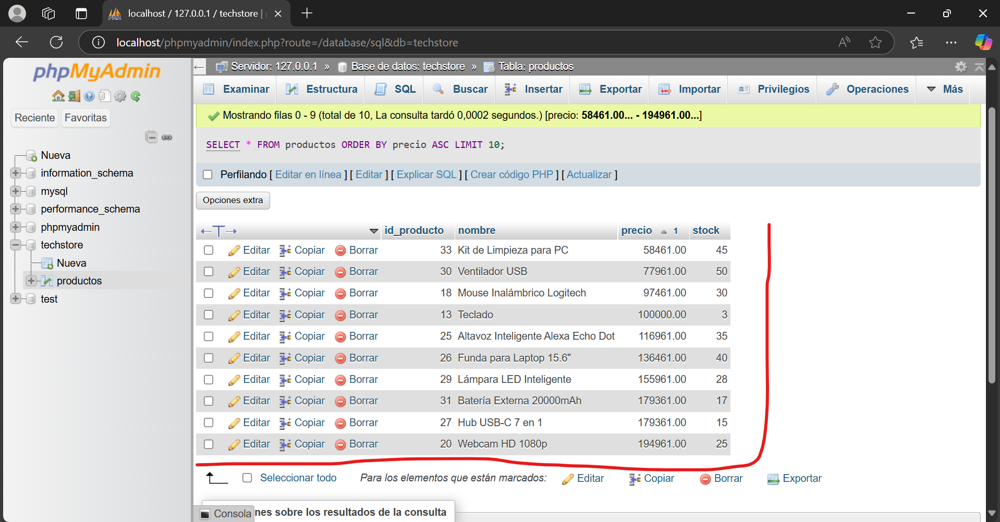 localhost / 127.0.0.1 / techstore |
localhost/phpmyadmin/index.php?route=/database/sql&db=techstore
phpMyAdmin
Reciente Favoritas
Nueva
information_schema
mysql
performance_schema
phpmyadmin
techstore
Nueva
productos
test
Servidor: 127.0.0.1 » Base de datos: techstore » Tabla: productos
Examinar Estructura SQL Buscar Insertar Exportar Importar Privilegios Operaciones Más
Mostrando filas 0 - 9 (total de 10, La consulta tardó 0,0002 segundos.) [precio: 58461.00... - 194961.00...]
SELECT * FROM productos ORDER BY precio ASC LIMIT 10;
Perfilando [ Editar en línea ] [ Editar ] [ Explicar SQL ] [ Crear código PHP ] [ Actualizar ]
Opciones extra
←T→ id_producto nombre precio 1 stock
Editar Copiar Borrar 33 Kit de Limpieza para PC 58461.00 45
Editar Copiar Borrar 30 Ventilador USB 77961.00 50
Editar Copiar Borrar 18 Mouse Inalámbrico Logitech 97461.00 30
Editar Copiar Borrar 13 Teclado 100000.00 3
Editar Copiar Borrar 25 Altavoz Inteligente Alexa Echo Dot 116961.00 35
Editar Copiar Borrar 26 Funda para Laptop 15.6" 136461.00 40
Editar Copiar Borrar 29 Lámpara LED Inteligente 155961.00 28
Editar Copiar Borrar 31 Batería Externa 20000mAh 179361.00 17
Editar Copiar Borrar 27 Hub USB-C 7 en 1 179361.00 15
Editar Copiar Borrar 20 Webcam HD 1080p 194961.00 25
Seleccionar todo Para los elementos que están marcados: Editar Copiar Borrar Exportar
Consola nes sobre los resultados de la consulta